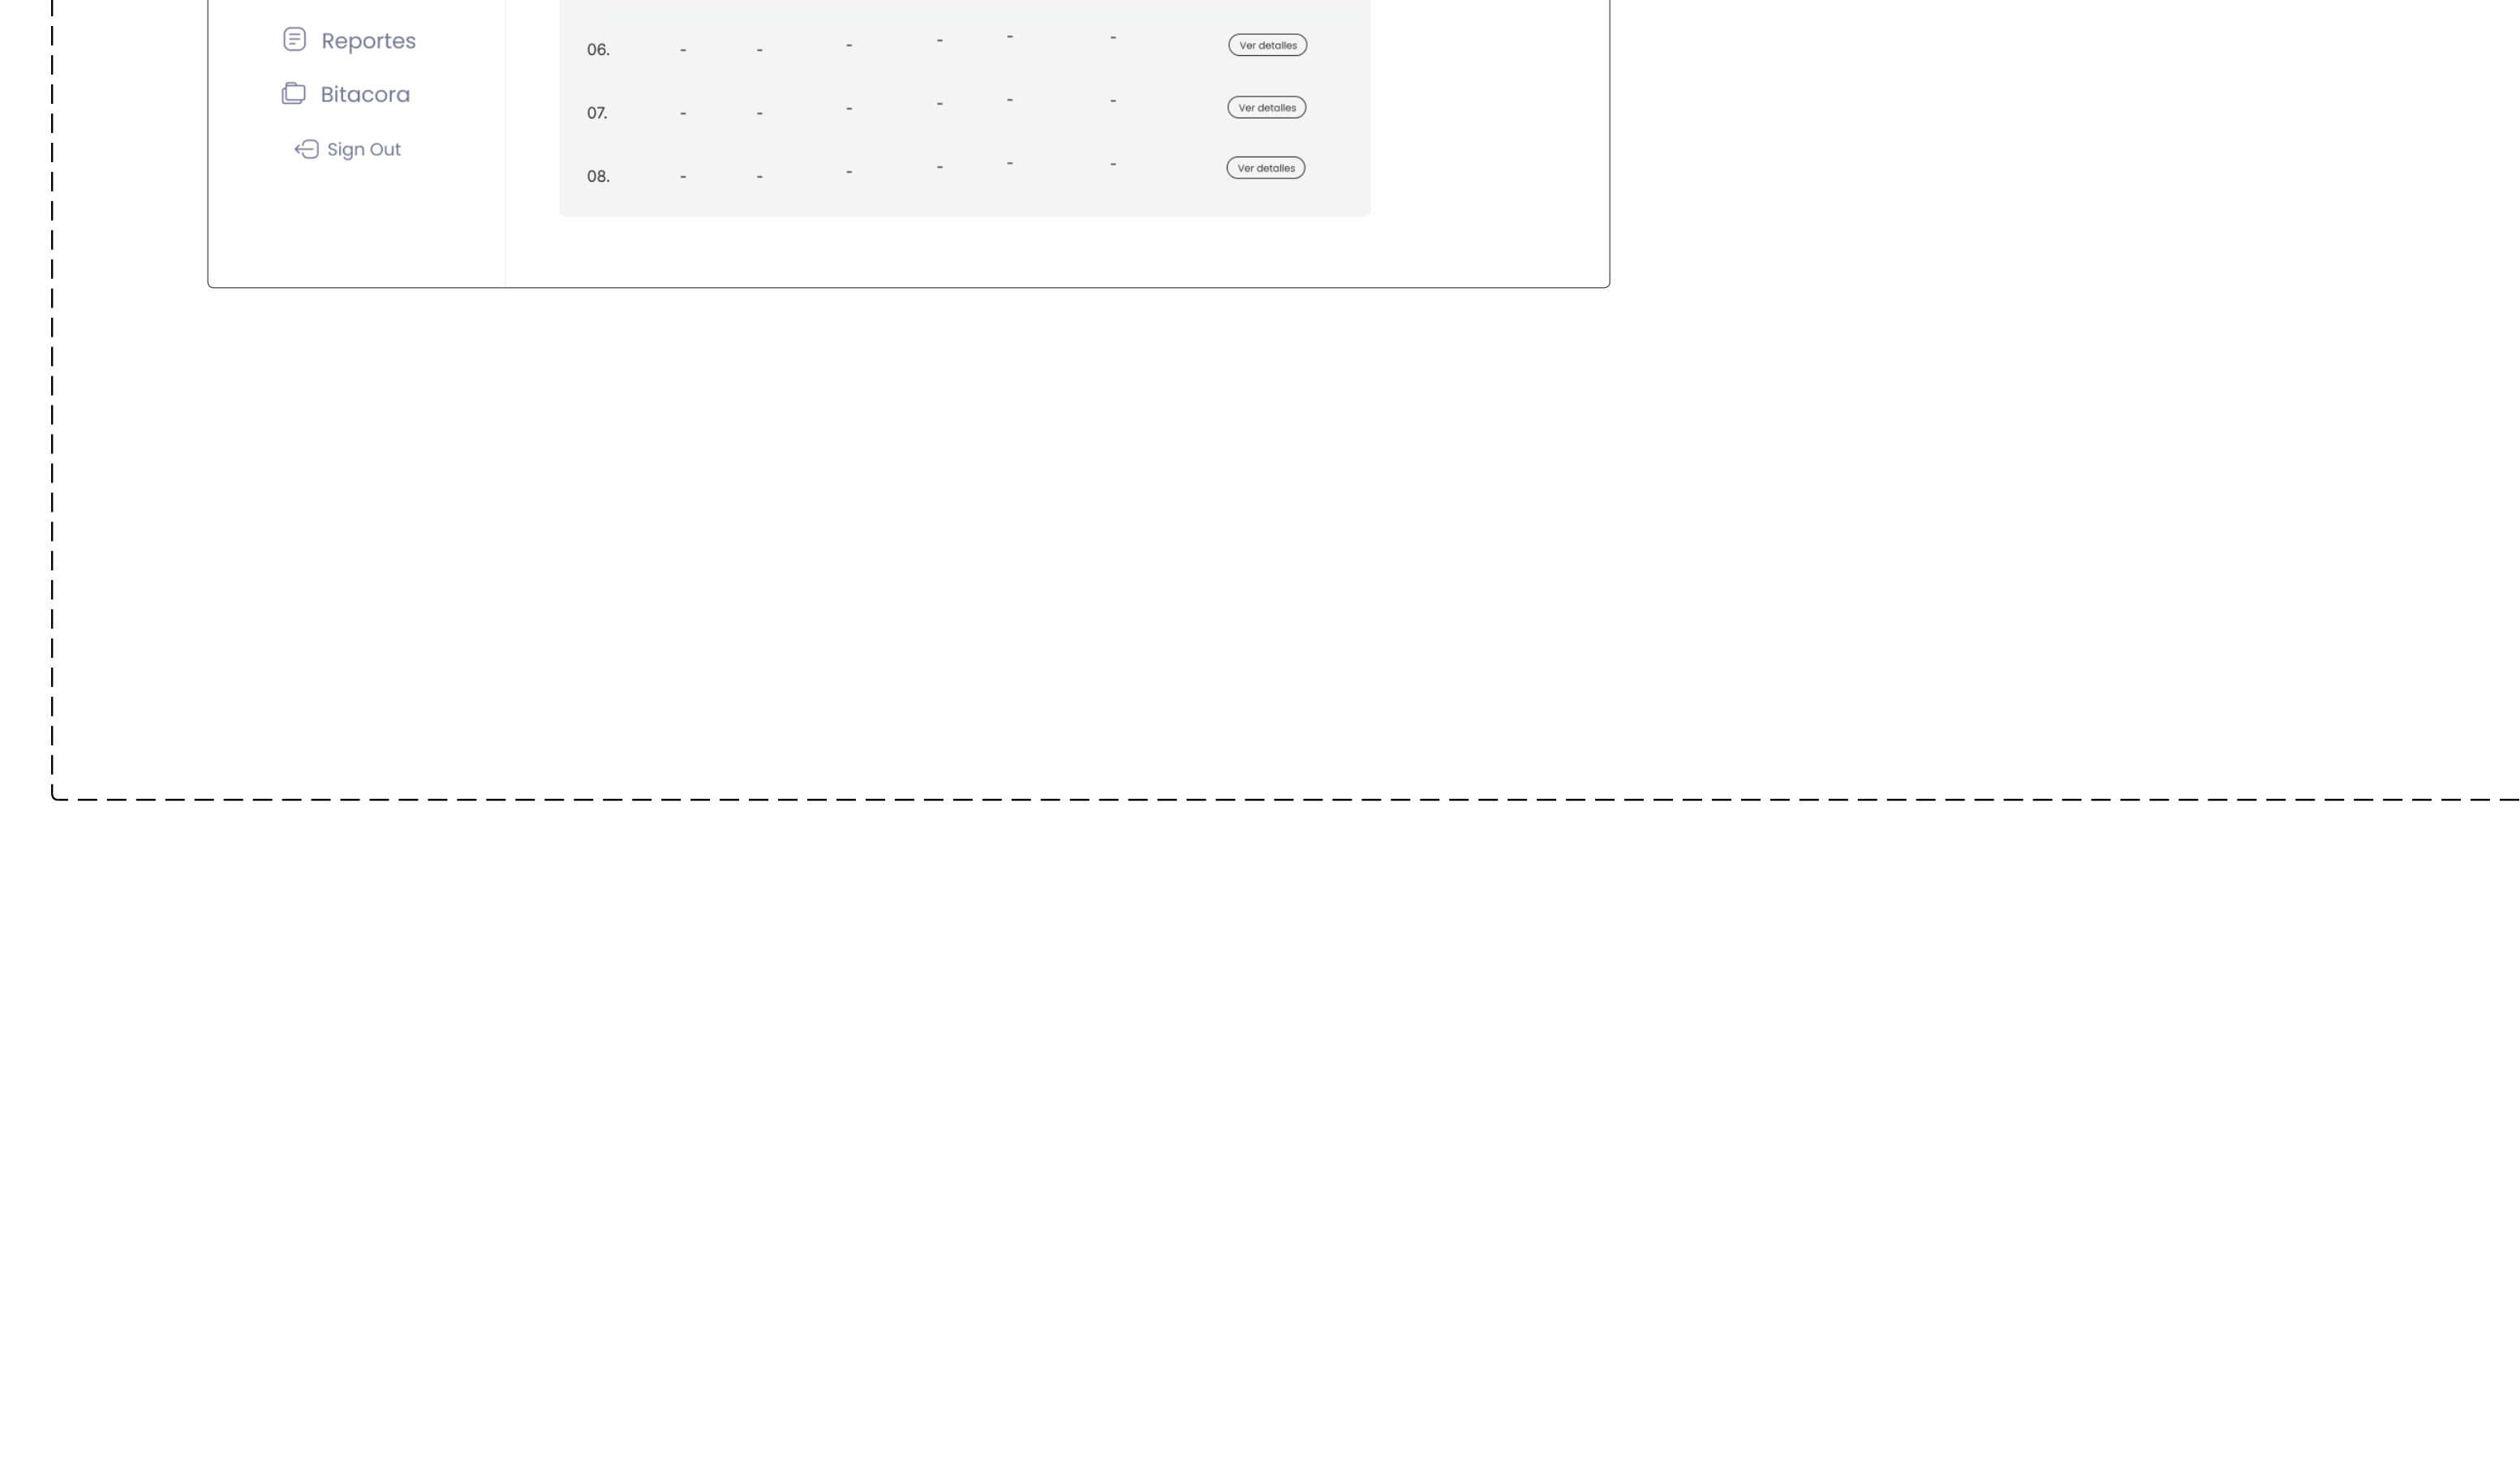 Reportes
Bitacora
Sign Out
06. - - - - - - Ver detalles
07. - - - - - - Ver detalles
08. - - - - - - Ver detalles